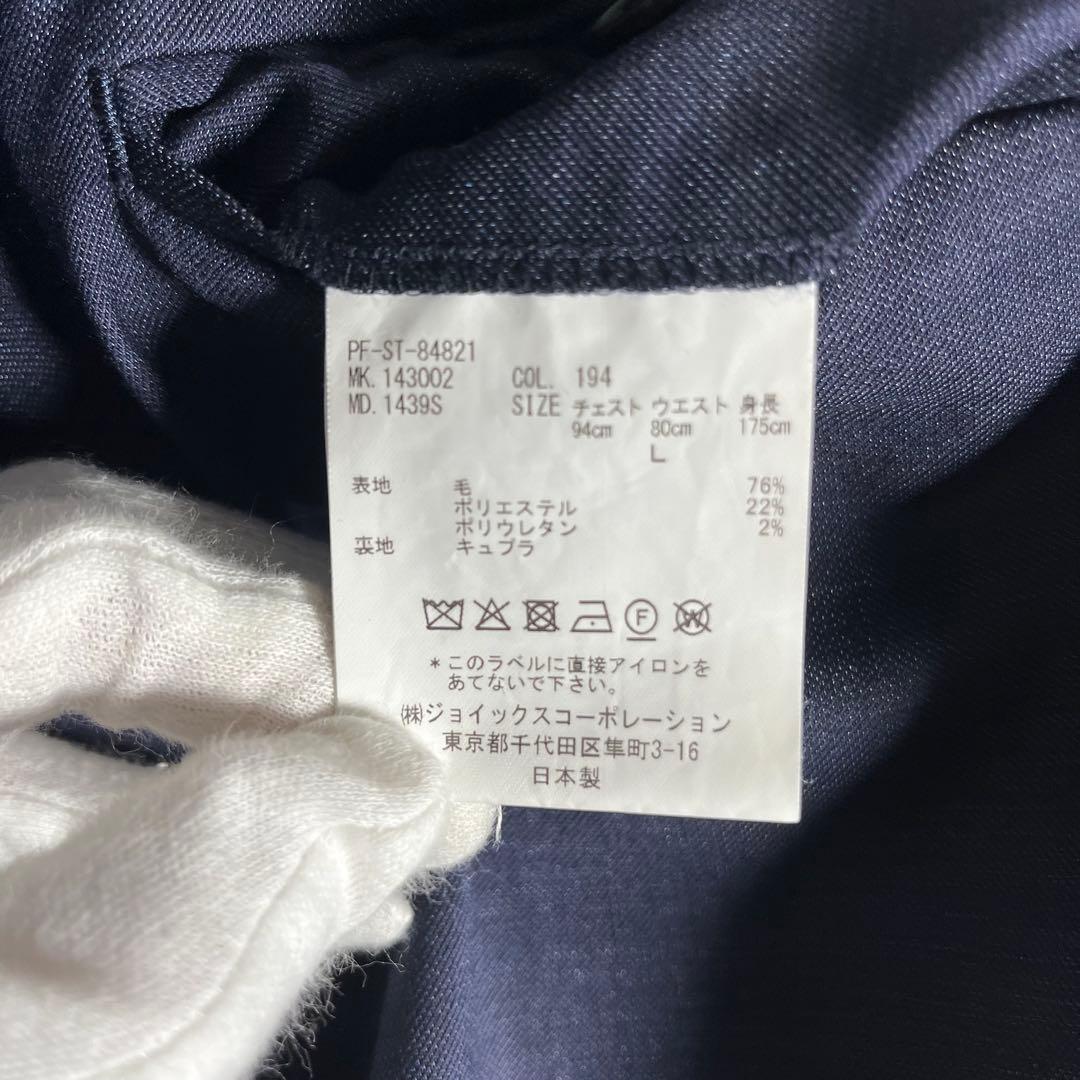 PF-ST-84821
MK. 143002 COL. 194
MD. 1439S SIZE チェスト ウエスト 身長
94cm 80cm 175cm
L
表地 毛 76%
ポリエステル 22%
ポリウレタン 2%
裏地 キュプラ
F W
*このラベルに直接アイロンを
あてないで下さい。
㈱ジョイックスコーポレーション
東京都千代田区隼町3-16
日本製